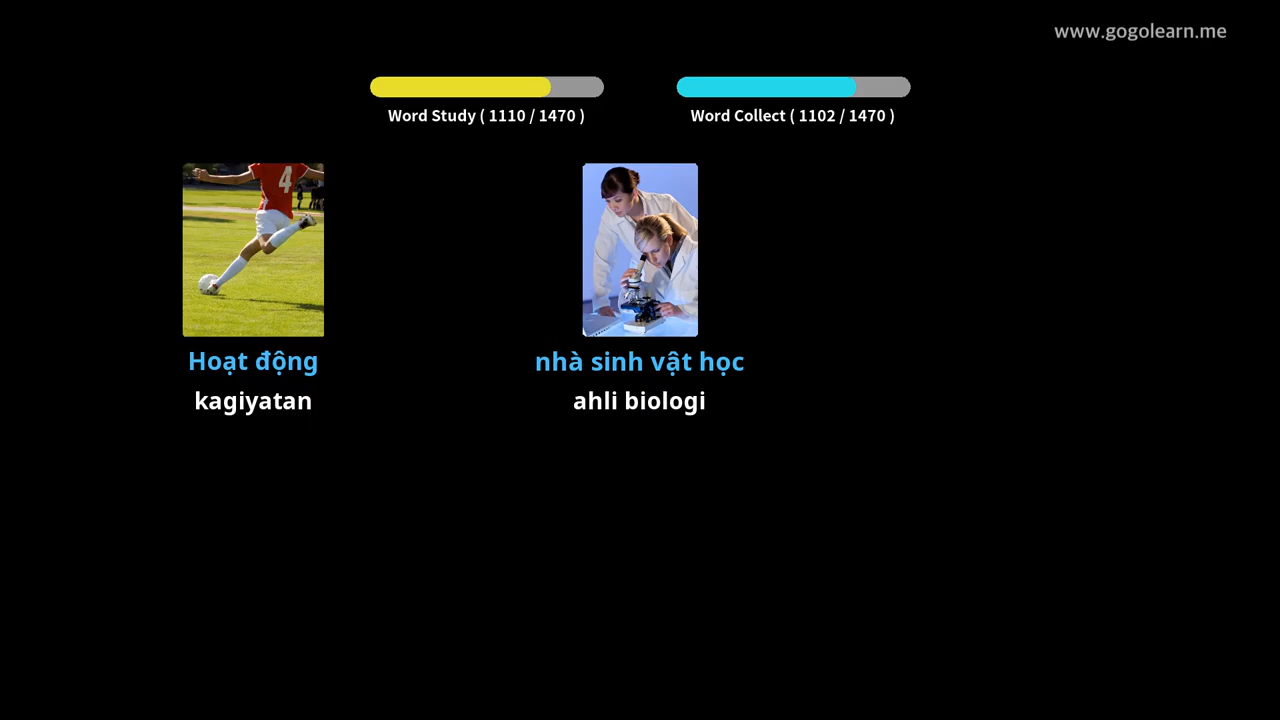 www.gogolearn.me
Word Study ( 1110 / 1470 )
Word Collect ( 1102 / 1470 )
4
Hoạt động
kagiyatan
nhà sinh vật học
ahli biologi